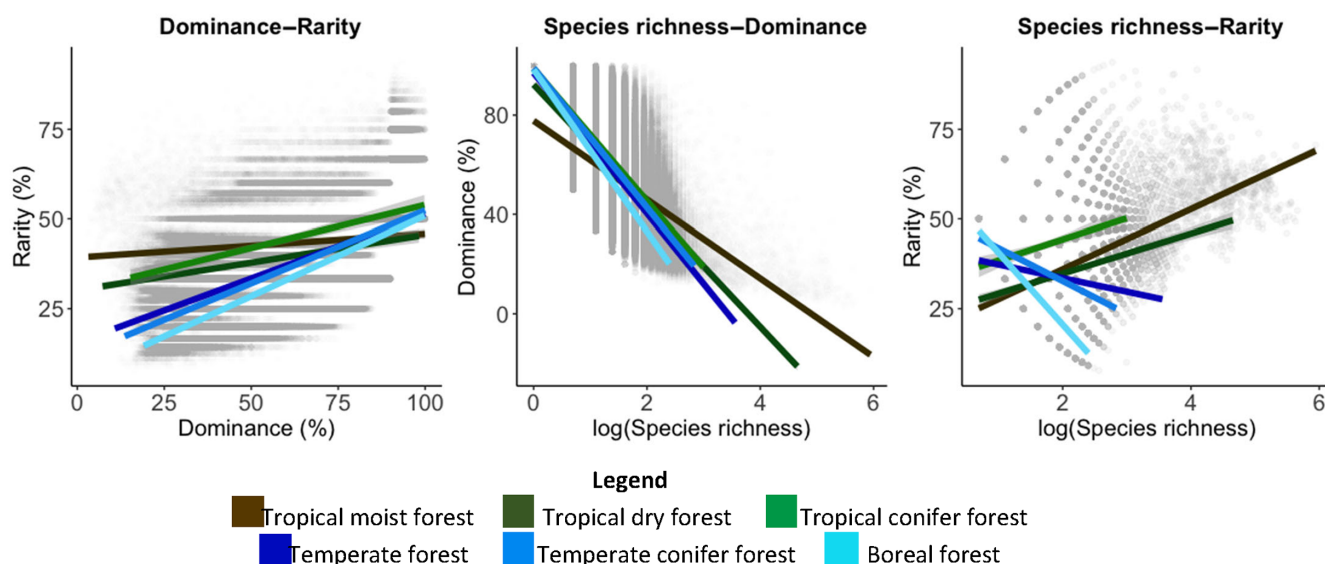 Dominance–Rarity
Species richness–Dominance
Species richness–Rarity
Rarity (%)
75
50
25
0
25
50
75
100
Dominance (%)
Dominance (%)
80
40
0
0
2
4
6
log(Species richness)
Rarity (%)
75
50
25
2
4
6
log(Species richness)
Legend
Tropical moist forest
Tropical dry forest
Tropical conifer forest
Temperate forest
Temperate conifer forest
Boreal forest